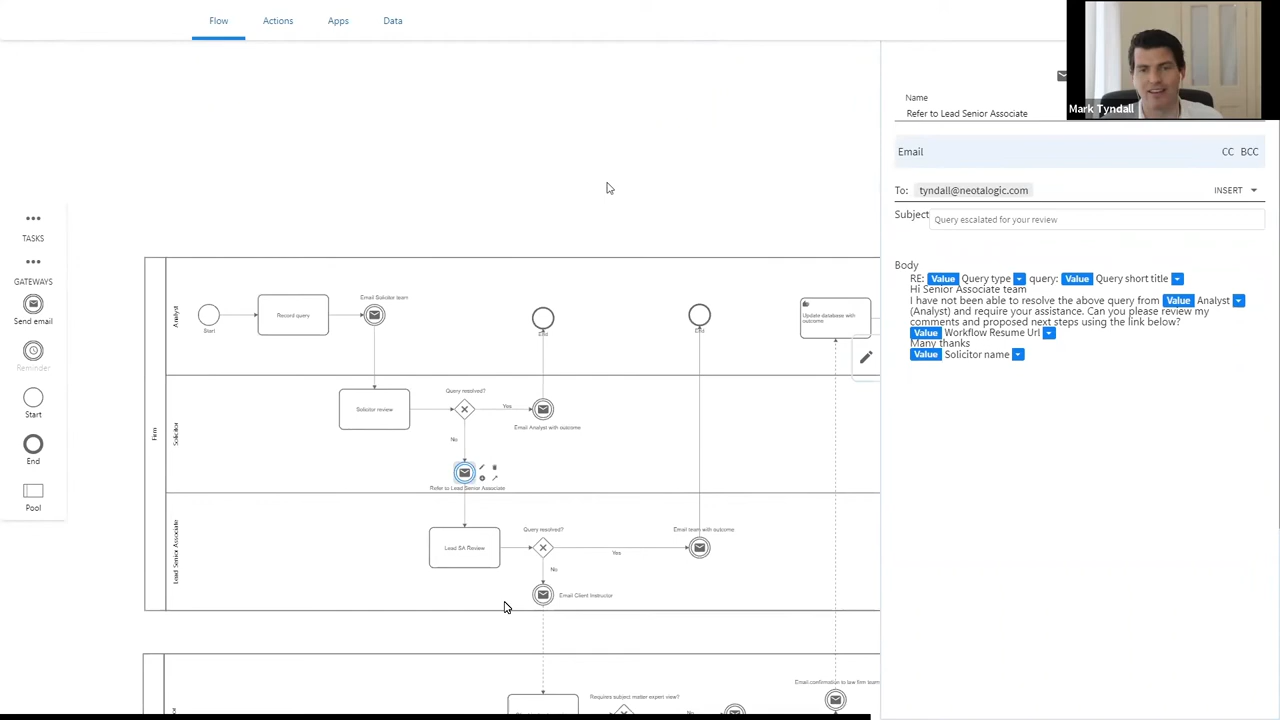 Flow Actions Apps Data
Mark Tyndall
Name
Refer to Lead Senior Associate
Email CC BCC
To: tyndall@neotalogic.com INSERT
Subject Query escalated for your review
Body
RE: Value Query type query: Value Query short title
Hi Senior Associate team
I have not been able to resolve the above query from Value Analyst
(Analyst) and require your assistance. Can you please review my
comments and proposed next steps using the link below?
Value Workflow Resume Url
Many thanks
Value Solicitor name
TASKS
GATEWAYS
Send email
Reminder
Start
End
Pool
Firm
Analyst
Start
Record query
Email Solicitor team
End
End
Update database with
outcome
Solicitor
Solicitor review
Query resolved?
Yes
Email Analyst with outcome
No
Refer to Lead Senior Associate
Lead Senior Associate
Lead SA Review
Query resolved?
Yes
Email team with outcome
No
Email Client Instructor
Requires subject matter expert view?
No
Email confirmation to law firm team